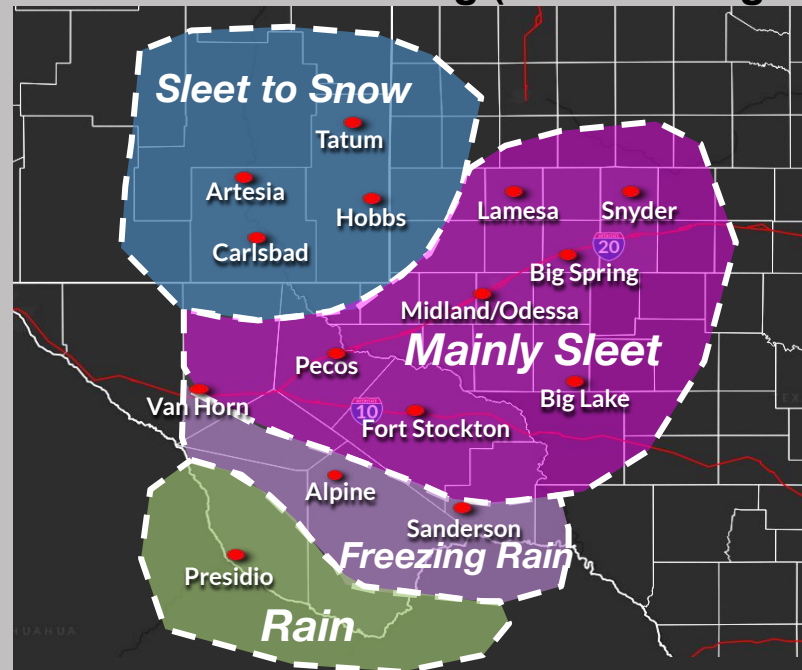 Sleet to Snow
Tatum
Artesia
Hobbs
Carlsbad
Lamesa
Snyder
20
Big Spring
Midland/Odessa
Mainly Sleet
Pecos
Van Horn
10
Fort Stockton
Big Lake
Alpine
Sanderson
Freezing Rain
Presidio
Rain